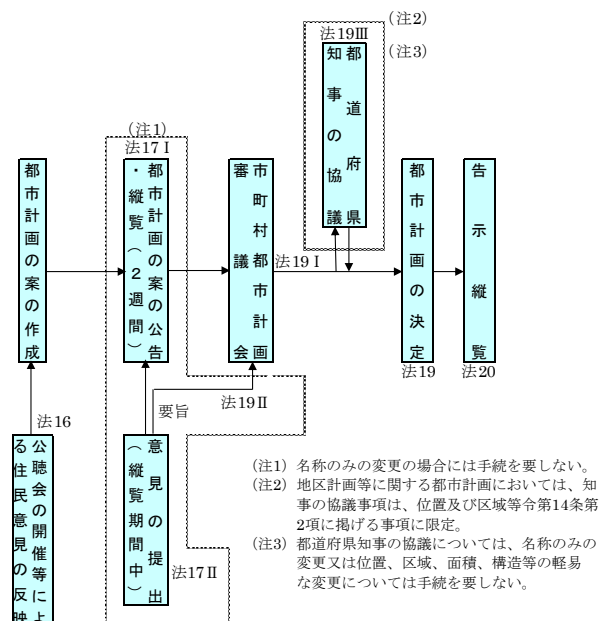 (注2)
法19Ⅲ
(注3)
都道府県
知事の協議
(注1)
法17Ⅰ
都市計画の案の作成
都市計画の案の公告
・縦覧(2週間)
市町村都市計画
審議会
法19Ⅰ
都市計画の決定
告示縦覧
法19
法20
法16
要旨
法19Ⅱ
公聴会の開催等によ
る住民意見の反映
意見の提出
(縦覧期間中)
法17Ⅱ
(注1) 名称のみの変更の場合には手続を要しない。
(注2) 地区計画等に関する都市計画においては、知
事の協議事項は、位置及び区域等令第14条第
2項に掲げる事項に限定。
(注3) 都道府県知事の協議については、名称のみの
変更又は位置、区域、面積、構造等の軽易
な変更については手続を要しない。